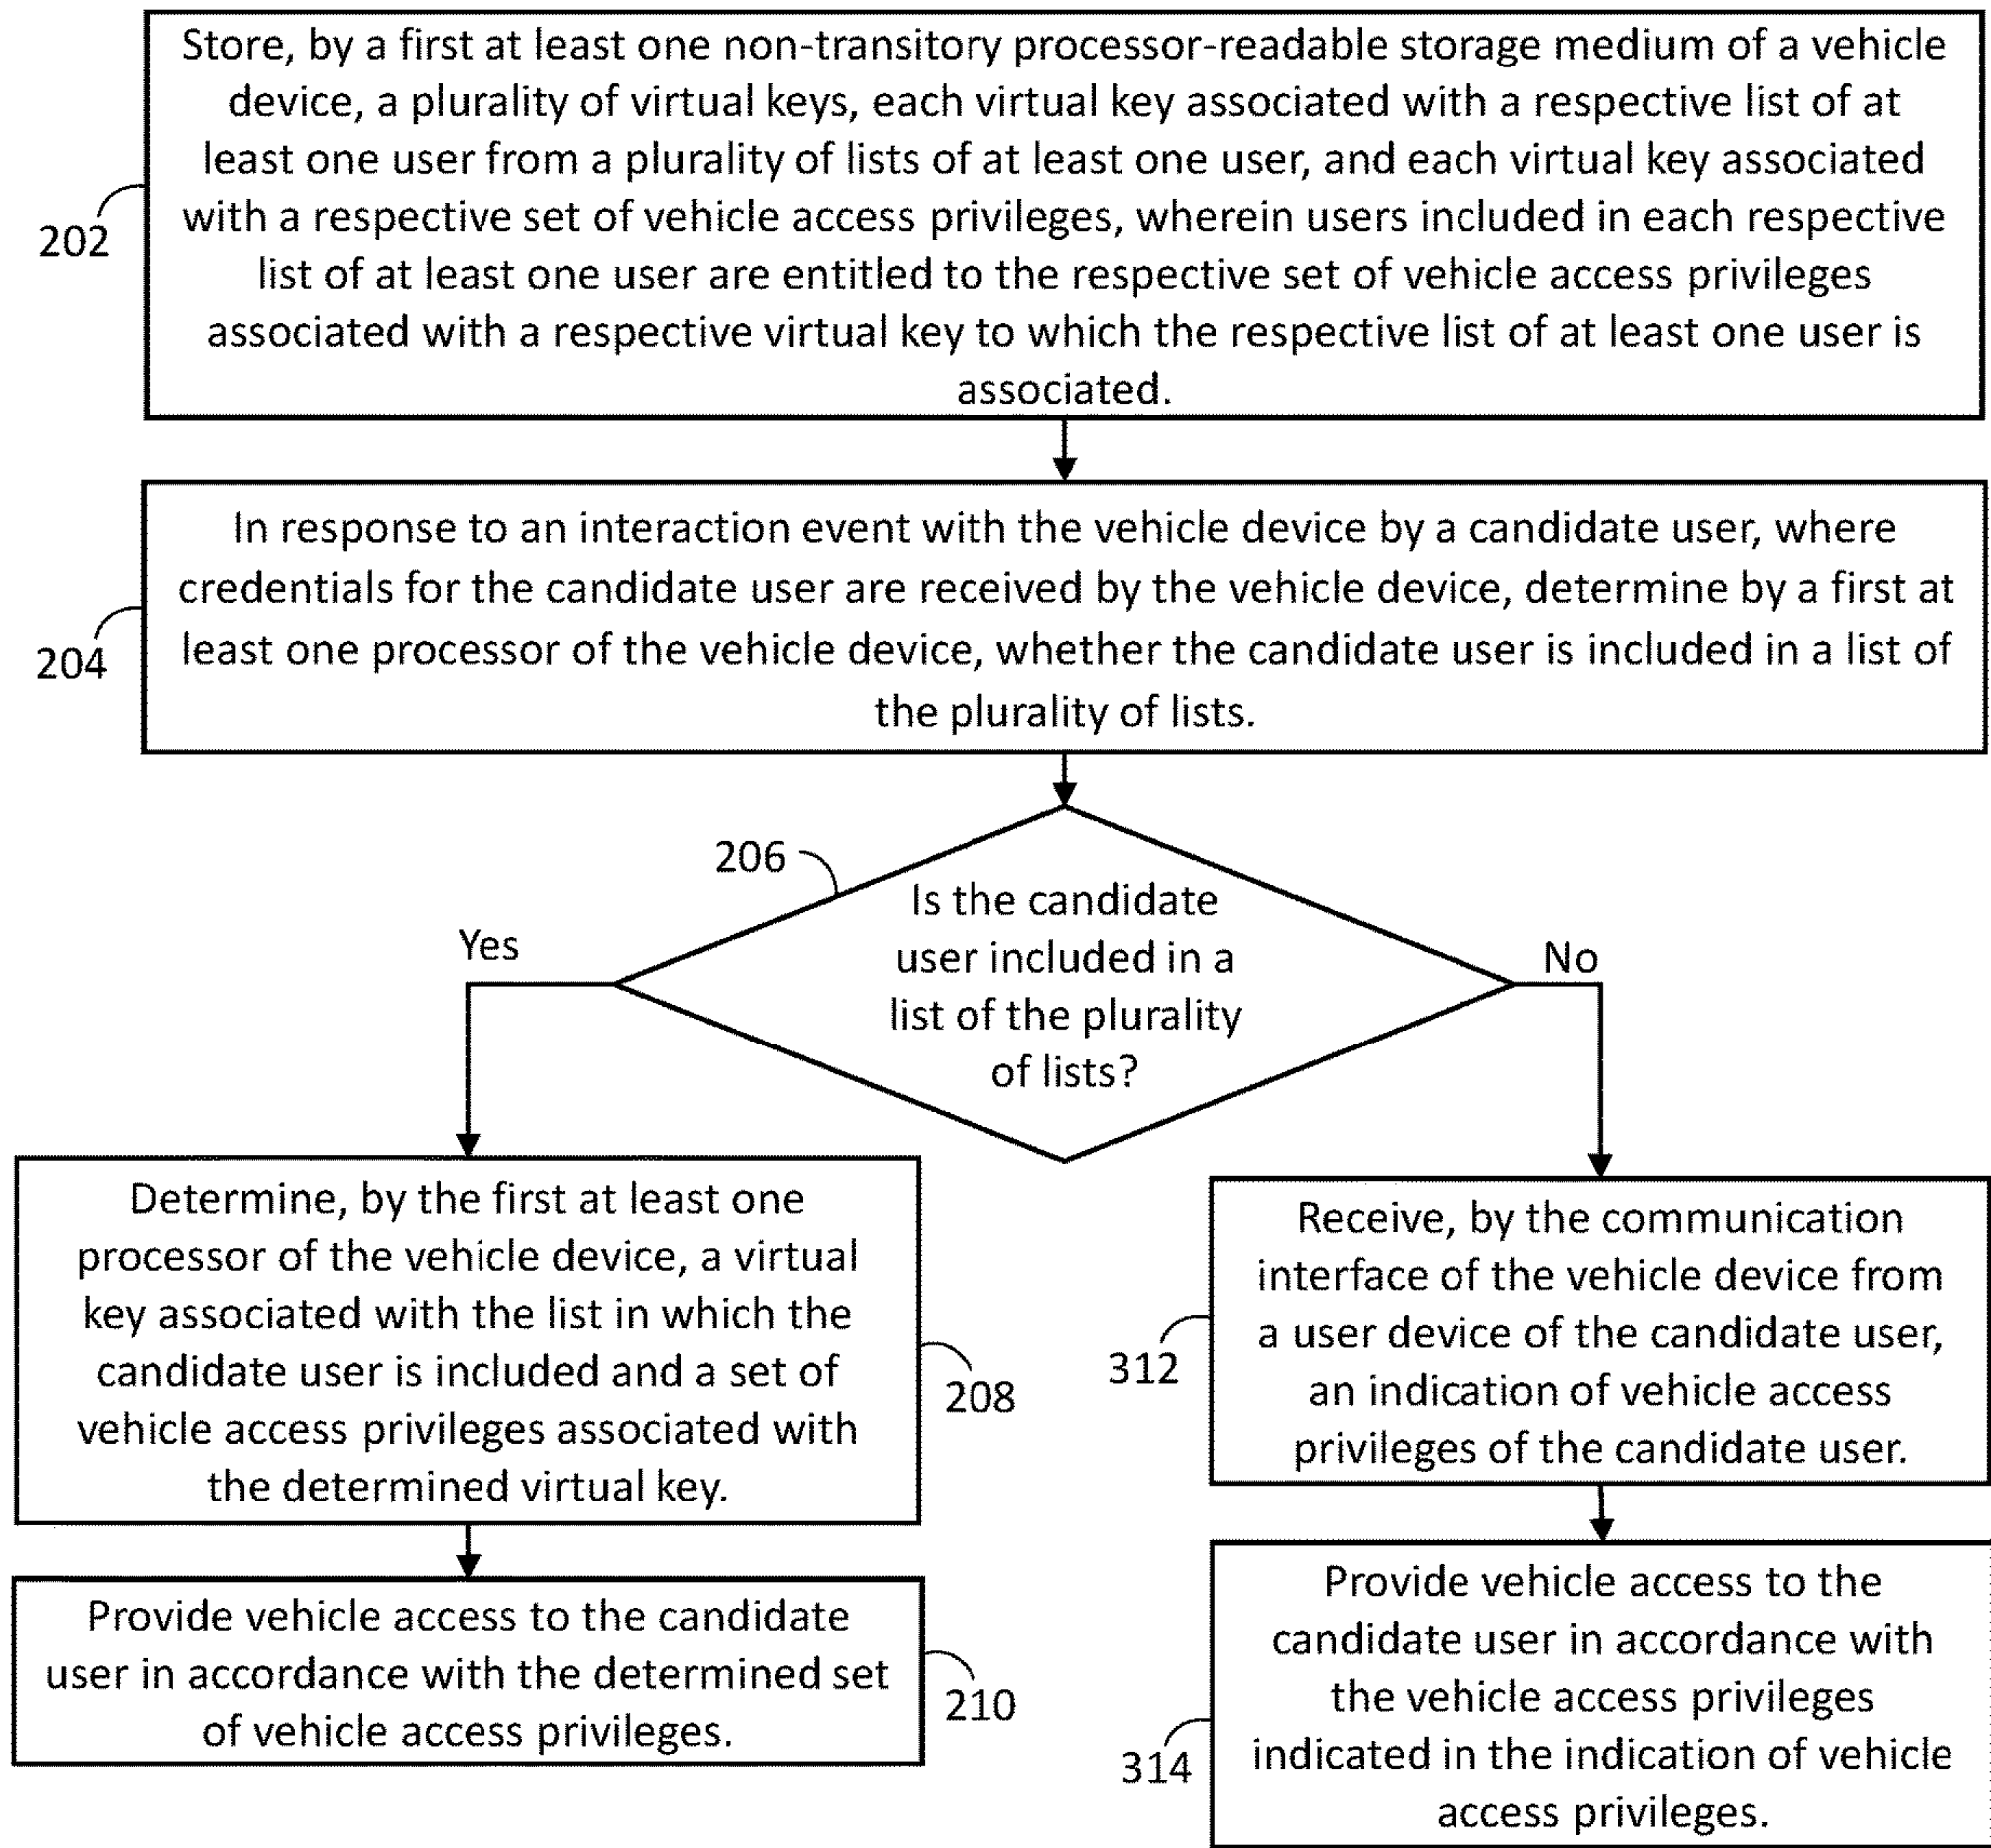 Store, by a first at least one non-transitory processor-readable storage medium of a vehicle
device, a plurality of virtual keys, each virtual key associated with a respective list of at
least one user from a plurality of lists of at least one user, and each virtual key associated
with a respective set of vehicle access privileges, wherein users included in each respective
list of at least one user are entitled to the respective set of vehicle access privileges
associated with a respective virtual key to which the respective list of at least one user is
associated.
202
In response to an interaction event with the vehicle device by a candidate user, where
credentials for the candidate user are received by the vehicle device, determine by a first at
least one processor of the vehicle device, whether the candidate user is included in a list of
the plurality of lists.
204
206
Is the candidate
user included in a
list of the plurality
of lists?
Yes
No
Determine, by the first at least one
processor of the vehicle device, a virtual
key associated with the list in which the
candidate user is included and a set of
vehicle access privileges associated with
the determined virtual key.
208
Provide vehicle access to the candidate
user in accordance with the determined set
of vehicle access privileges.
210
Receive, by the communication
interface of the vehicle device from
a user device of the candidate user,
an indication of vehicle access
privileges of the candidate user.
312
Provide vehicle access to the
candidate user in accordance with
the vehicle access privileges
indicated in the indication of vehicle
access privileges.
314